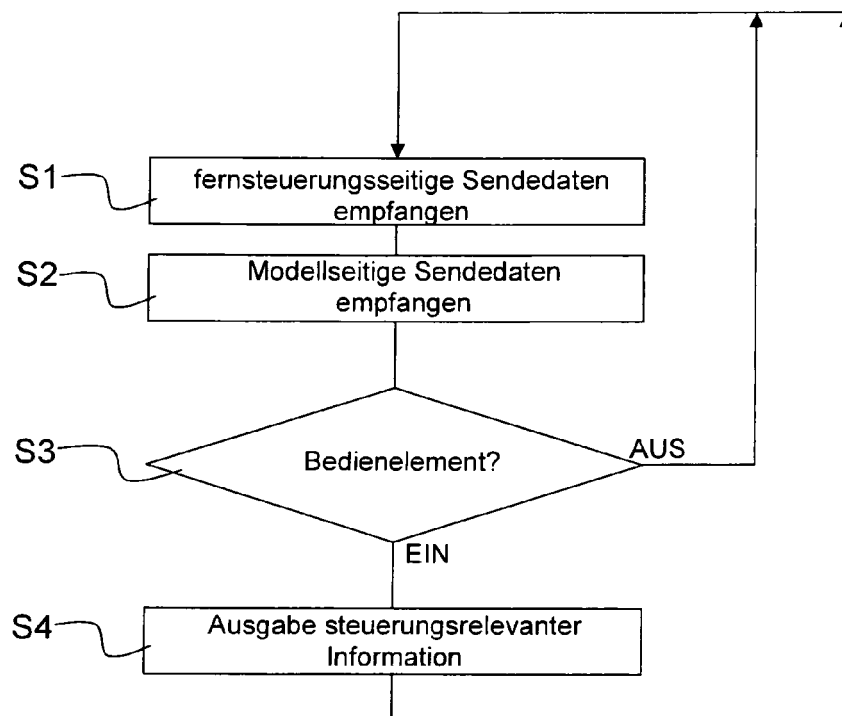 S1
fernsteuerungsseitige Sendedaten
empfangen
S2
Modellseitige Sendedaten
empfangen
S3
Bedienelement?
AUS
EIN
S4
Ausgabe steuerungsrelevanter
Information